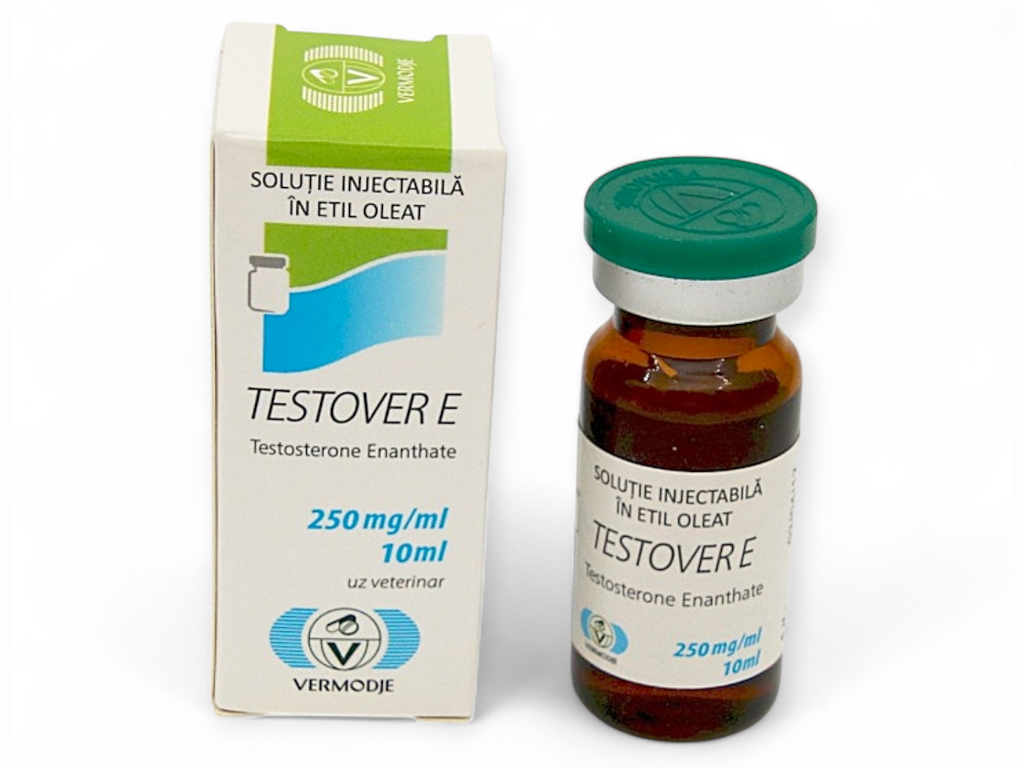 VERMODJE
SOLUȚIE INJECTABILĂ
ÎN ETIL OLEAT
TESTOVER E
Testosterone Enanthate
250 mg/ml
10ml
uz veterinar
V
VERMODJE
SOLUȚIE INJECTABILĂ
ÎN ETIL OLEAT
TESTOVER E
Testosterone Enanthate
250 mg/ml
10ml
V
VERMODJE